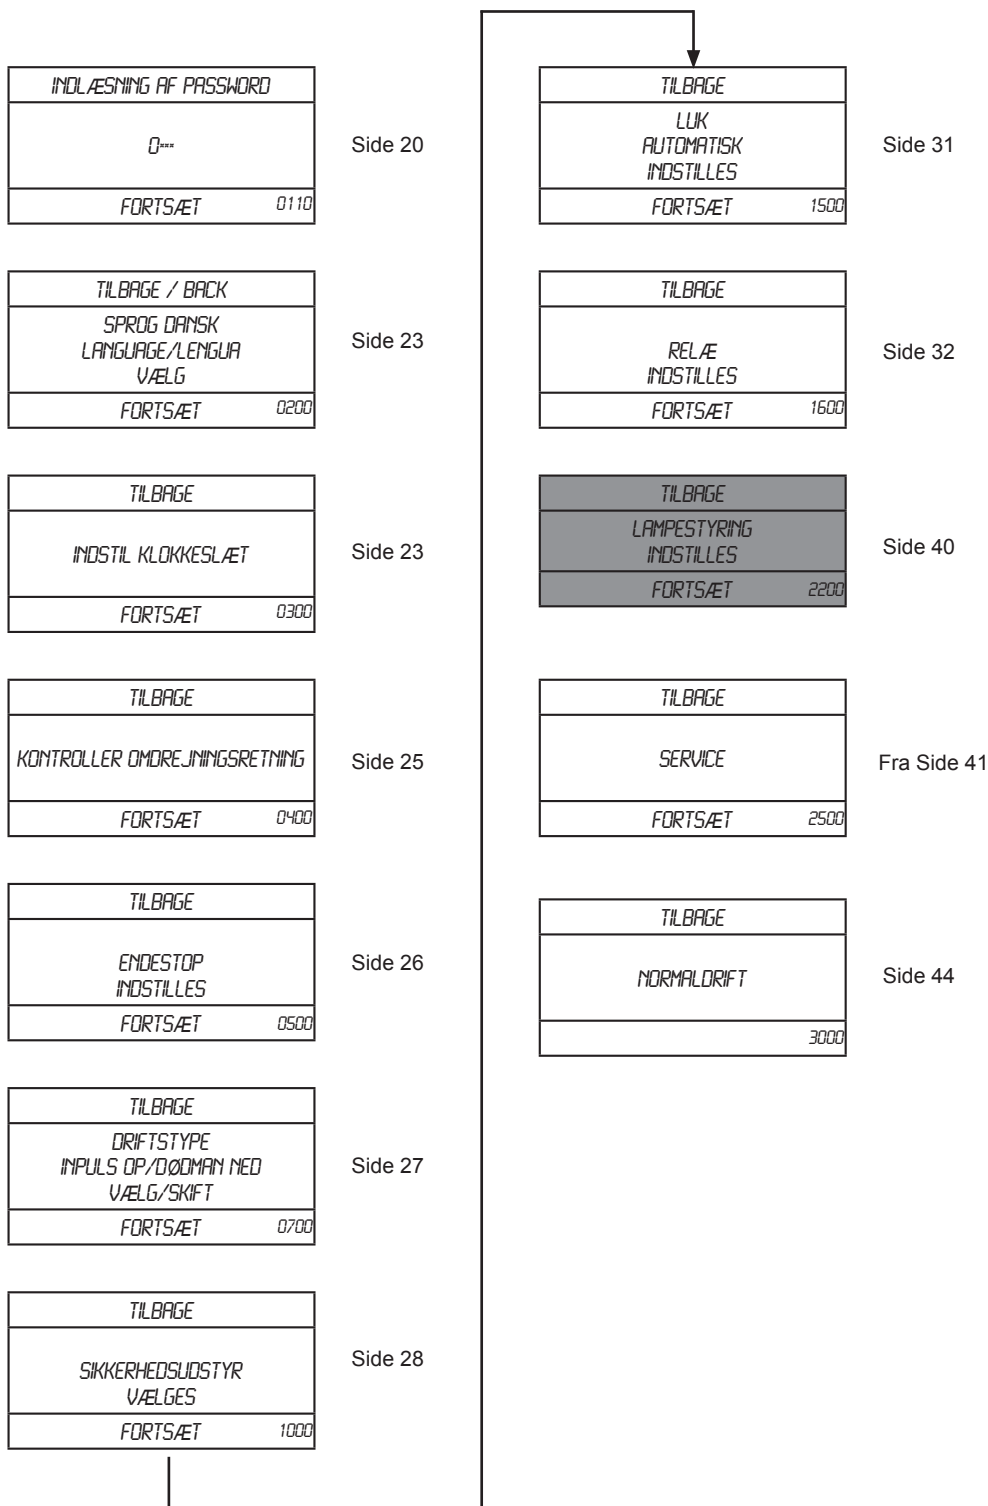 INDLÆSNING AF PASSWORD
0***
FORTSÆT 0110
Side 20
TILBAGE / BACK
SPROG DANSK
LANGUAGE/LENGUA
VÆLG
FORTSÆT 0200
Side 23
TILBAGE
INDSTIL KLOKKESLÆT
FORTSÆT 0300
Side 23
TILBAGE
KONTROLLER OMDREJNINGSRETNING
FORTSÆT 0400
Side 25
TILBAGE
ENDESTOP
INDSTILLES
FORTSÆT 0500
Side 26
TILBAGE
DRIFTSTYPE
INPULS OP/DØDMAN NED
VÆLG/SKIFT
FORTSÆT 0700
Side 27
TILBAGE
SIKKERHEDSUDSTYR
VÆLGES
FORTSÆT 1000
Side 28
TILBAGE
LUK
AUTOMATISK
INDSTILLES
FORTSÆT 1500
Side 31
TILBAGE
RELÆ
INDSTILLES
FORTSÆT 1600
Side 32
TILBAGE
LAMPESTYRING
INDSTILLES
FORTSÆT 2200
Side 40
TILBAGE
SERVICE
FORTSÆT 2500
Fra Side 41
TILBAGE
NORMALDRIFT
3000
Side 44